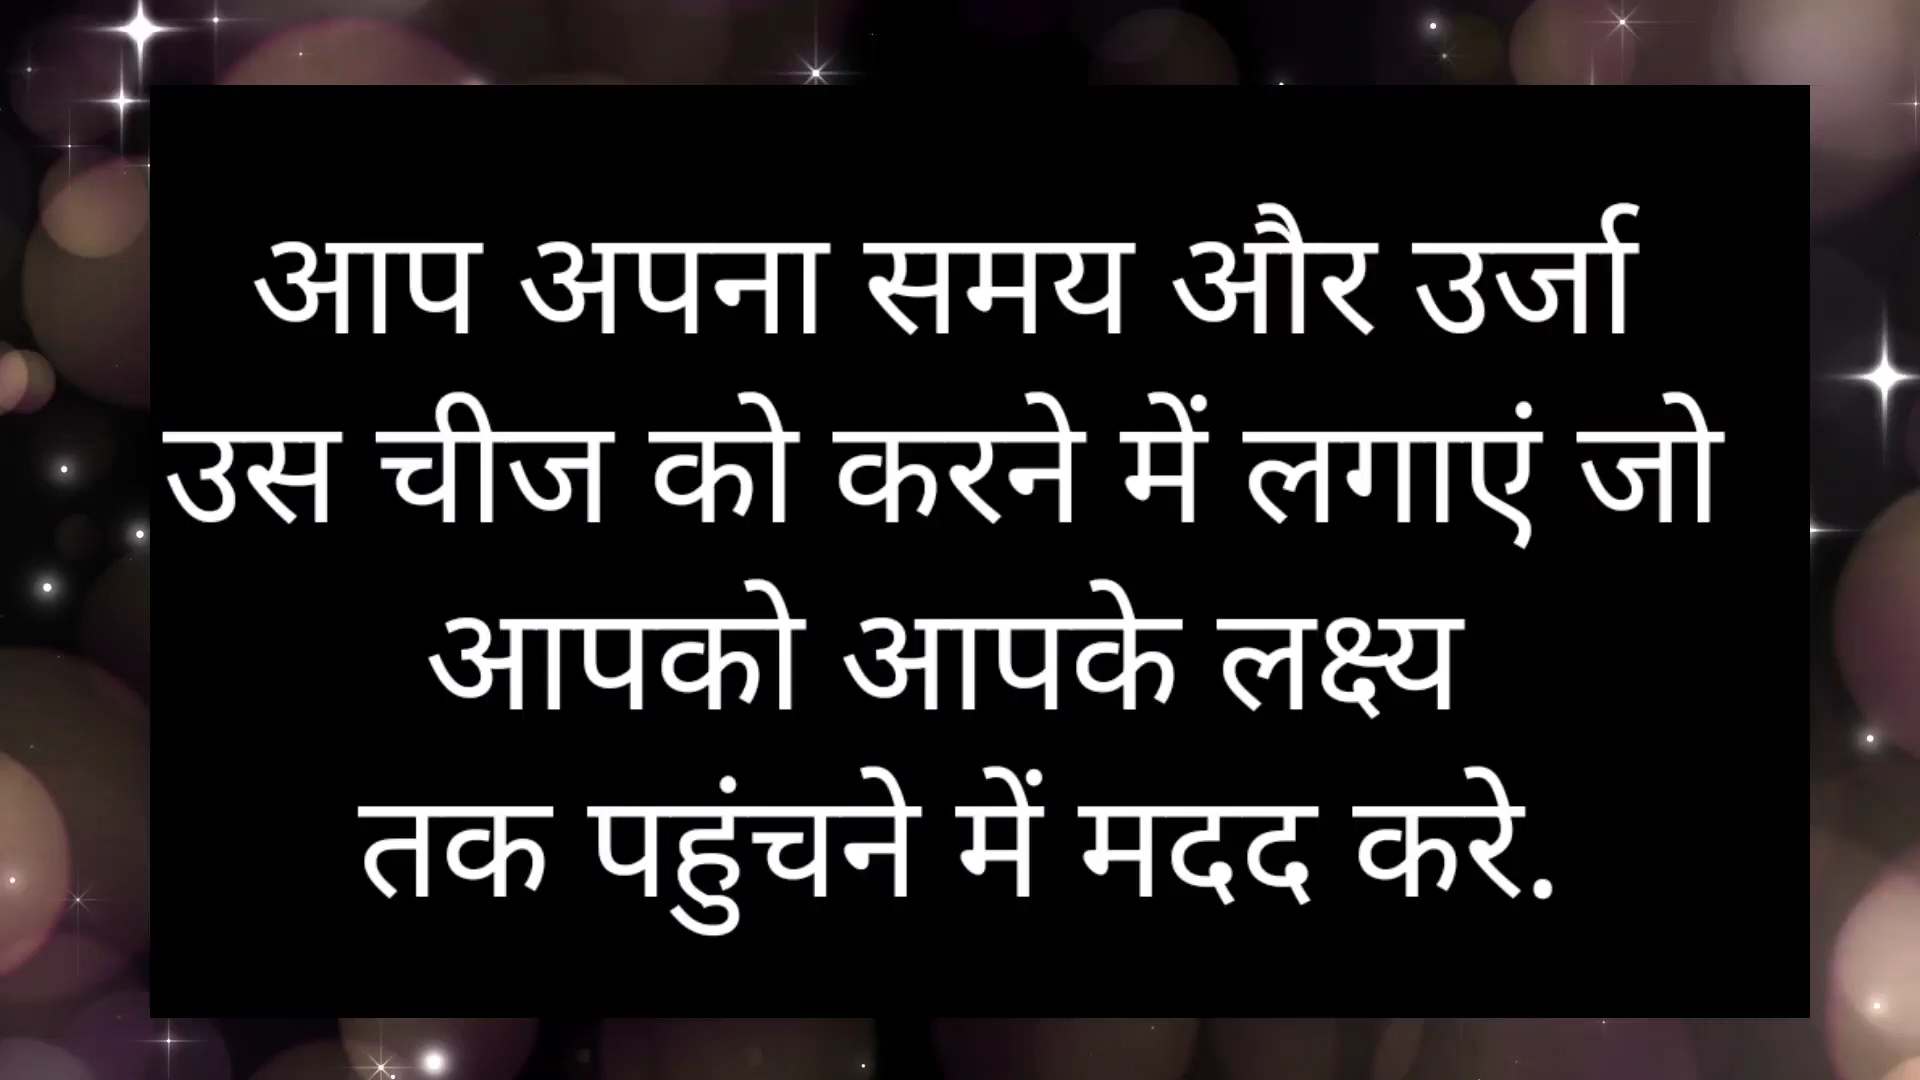 आप अपना समय और उर्जा
उस चीज को करने में लगाएं जो
आपको आपके लक्ष्य
तक पहुंचने में मदद करे.